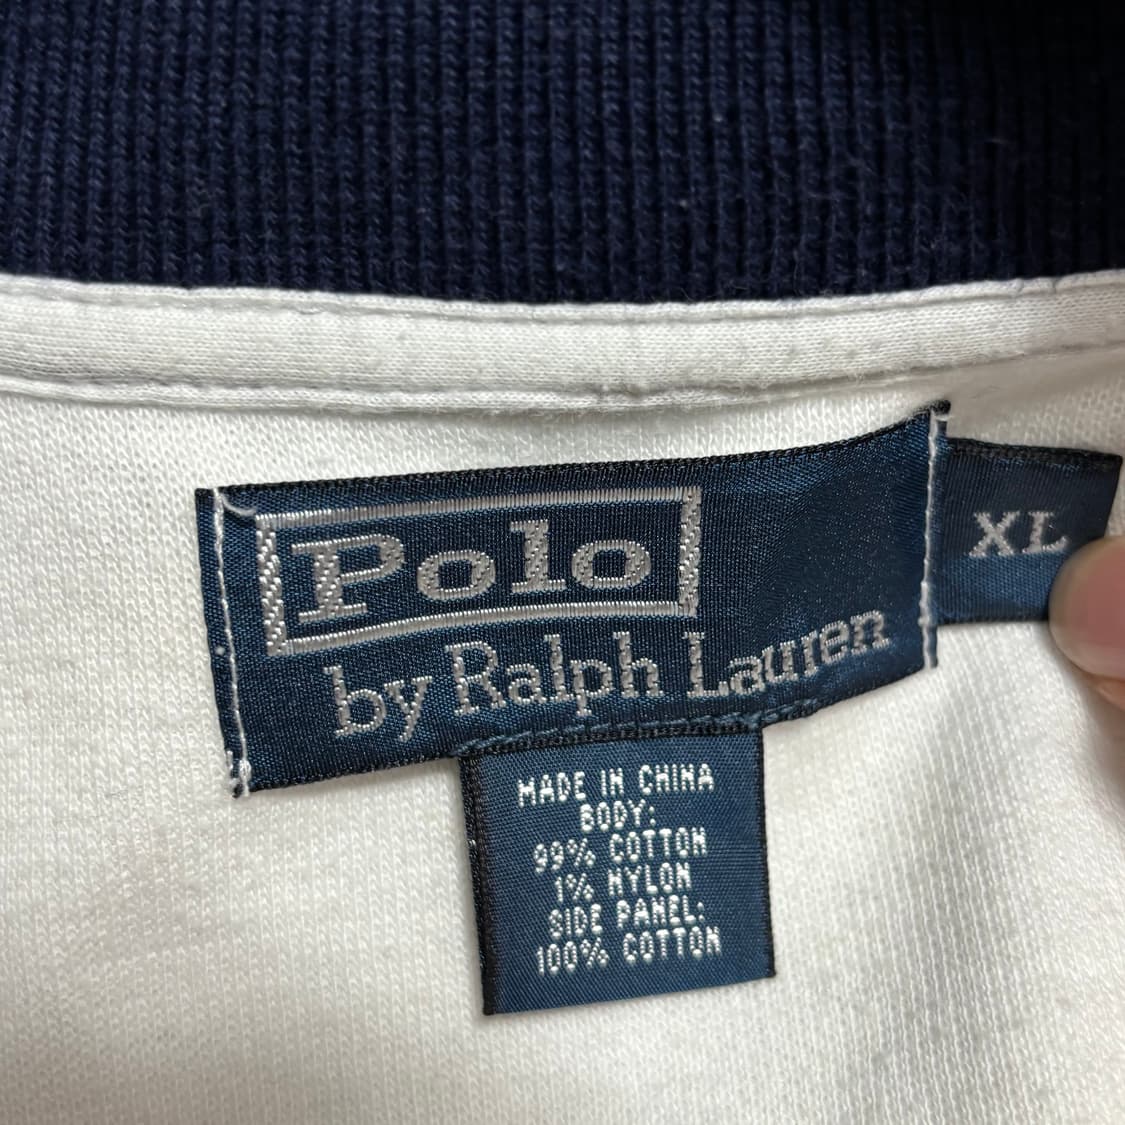 Polo
by Ralph Lauren
XL
MADE IN CHINA
BODY:
99% COTTON
1% NYLON
SIDE PANEL:
100% COTTON